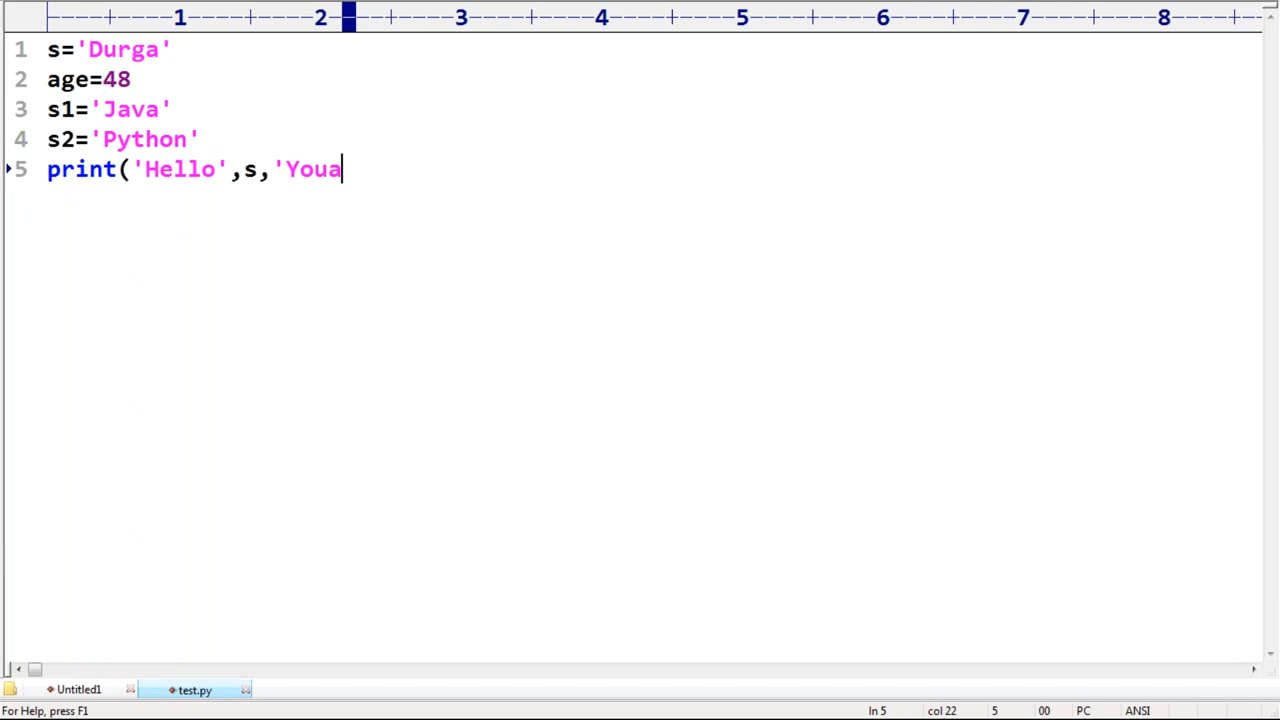 1 2 3 4 5 6 7 8
1 s='Durga'
2 age=48
3 s1='Java'
4 s2='Python'
5 print('Hello',s,'Youa
Untitled1 test.py
For Help, press F1 ln 5 col 22 5 00 PC ANSI